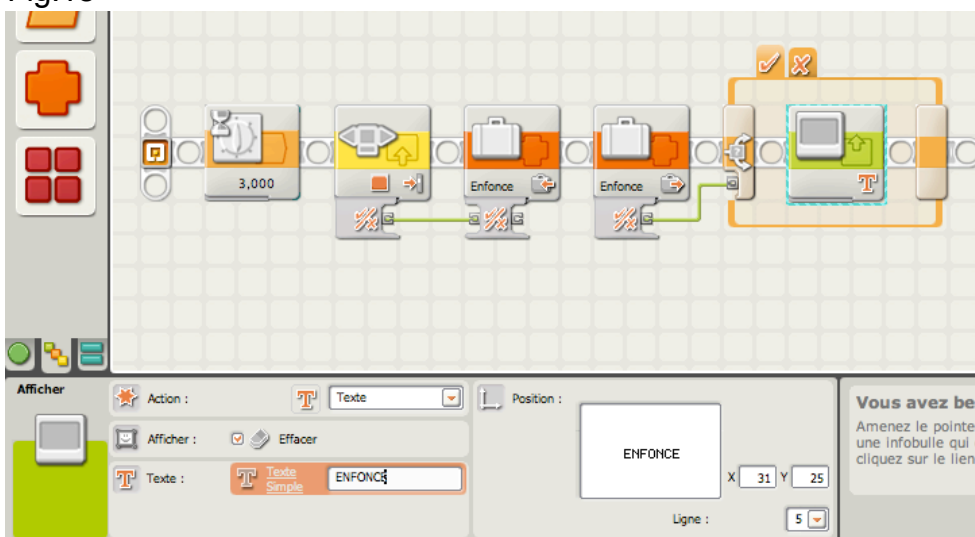 3,000
Enfonce
Enfonce
T
Afficher
Action :
T
Texte
Position :
Afficher :
Effacer
ENFONCE
Texte :
Texte Simple
ENFONCE
X 31 Y 25
Ligne :
5
Vous avez be
Amenez le pointe
une infobulle qui
cliquez sur le lien